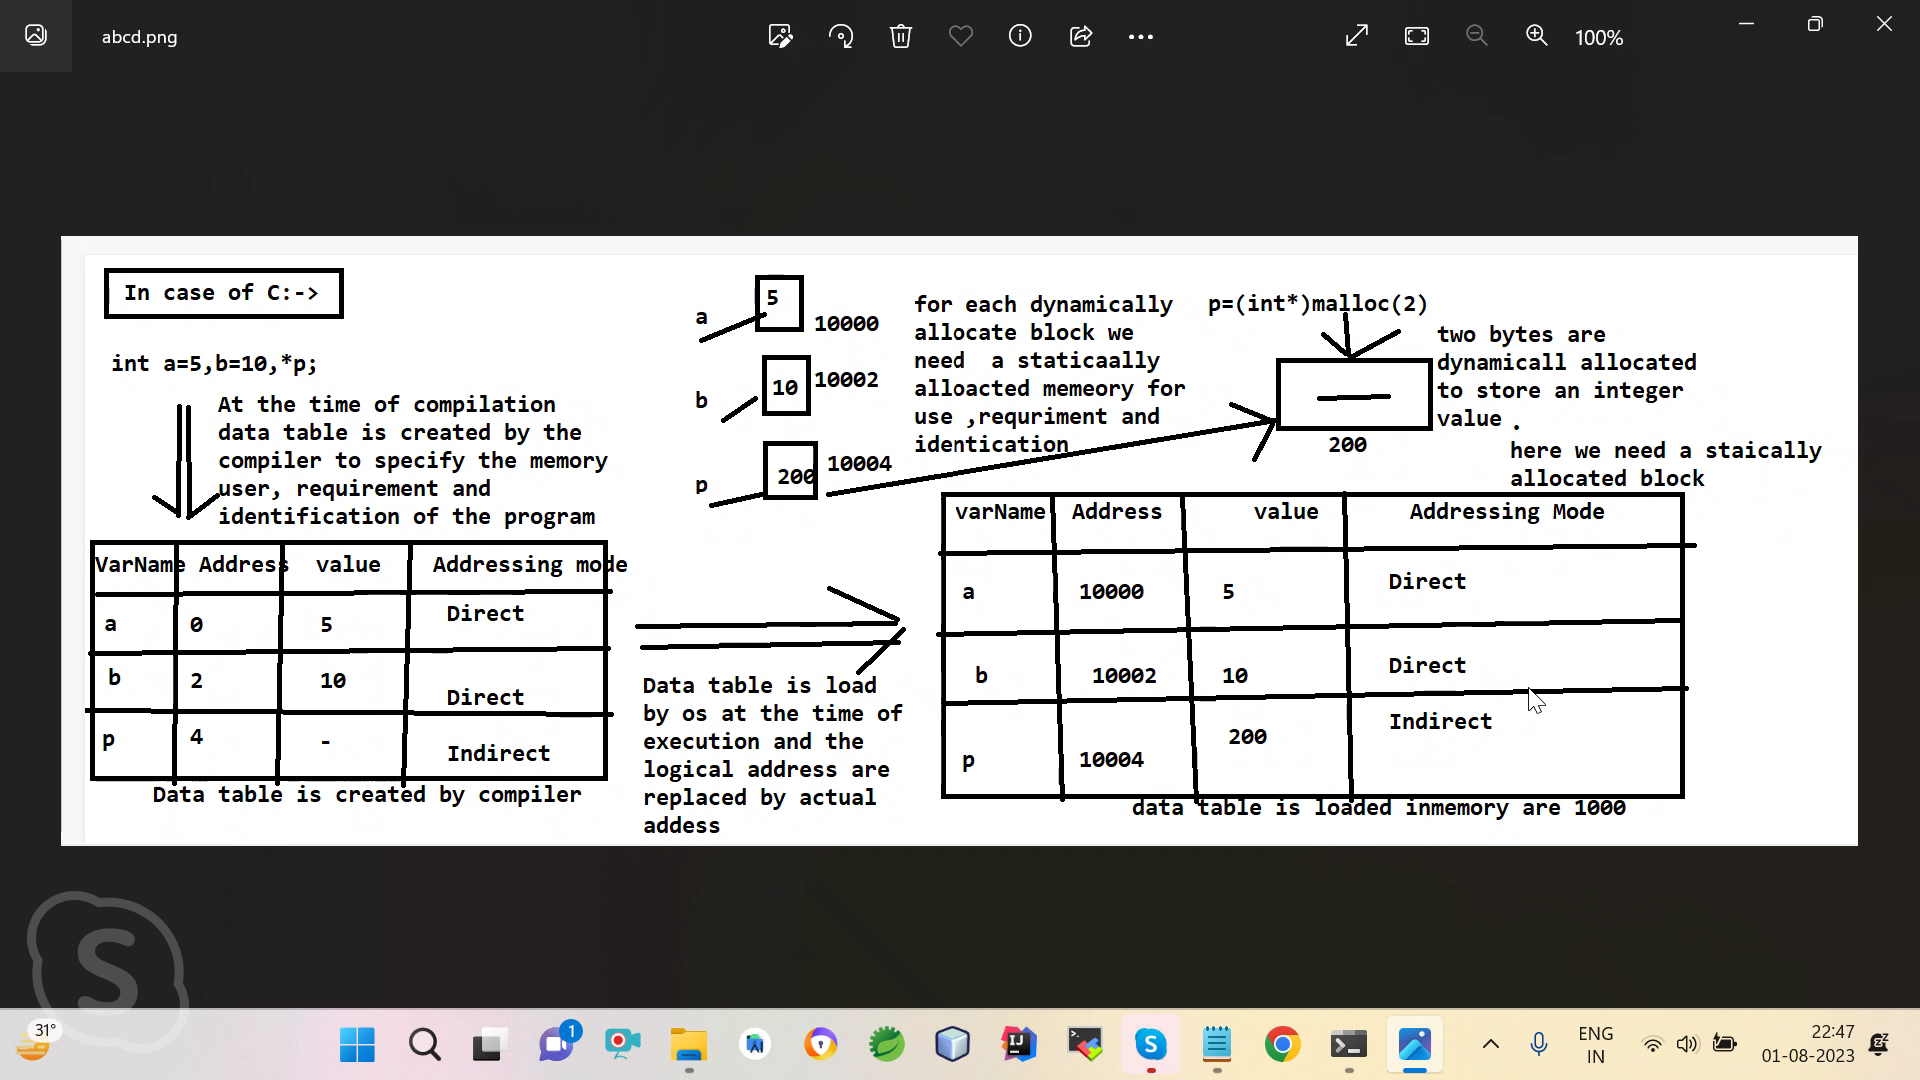 abcd.png
100%
In case of C:->
int a=5,b=10,*p;
At the time of compilation
data table is created by the
compiler to specify the memory
user, requirement and
identification of the program
VarName Address value Addressing mode
a 0 5 Direct
b 2 10 Direct
p 4 - Indirect
Data table is created by compiler
a 5 10000
b 10 10002
p 200 10004
for each dynamically
allocate block we
need a staticaally
alloacted memeory for
use ,requriment and
identication
p=(int*)malloc(2)
200
two bytes are
dynamicall allocated
to store an integer
value .
here we need a staically
allocated block
Data table is load
by os at the time of
execution and the
logical address are
replaced by actual
addess
varName Address value Addressing Mode
a 10000 5 Direct
b 10002 10 Direct
p 10004 200 Indirect
data table is loaded inmemory are 1000
S
31°
1
IJ
S
ENG
IN
22:47
01-08-2023